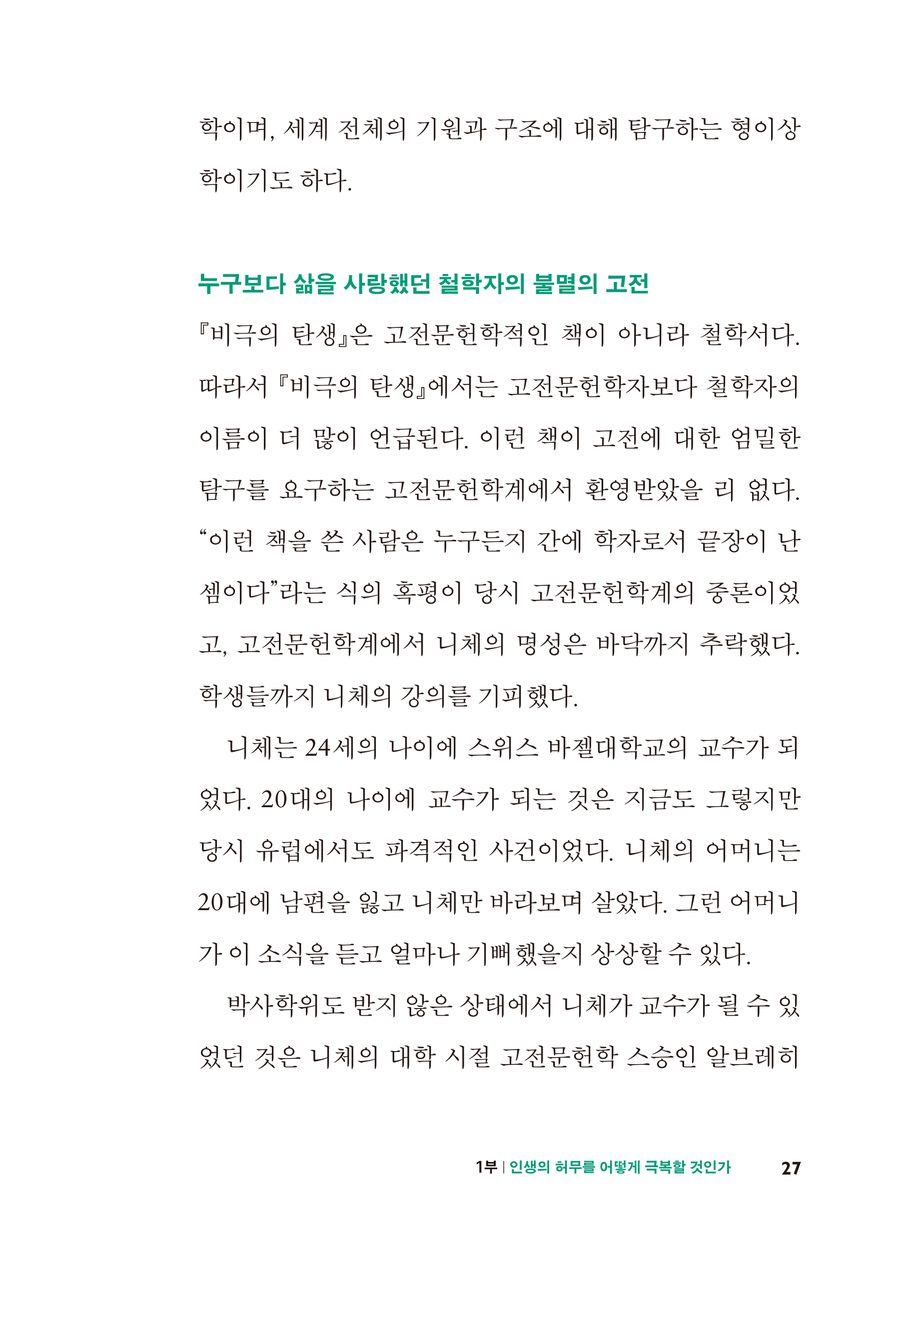 학이며, 세계 전체의 기원과 구조에 대해 탐구하는 형이상
학이기도 하다.
누구보다 삶을 사랑했던 철학자의 불멸의 고전
『비극의 탄생』은 고전문헌학적인 책이 아니라 철학서다.
따라서 『비극의 탄생』에서는 고전문헌학자보다 철학자의
이름이 더 많이 언급된다. 이런 책이 고전에 대한 엄밀한
탐구를 요구하는 고전문헌학계에서 환영받았을 리 없다.
“이런 책을 쓴 사람은 누구든지 간에 학자로서 끝장이 난
셈이다”라는 식의 혹평이 당시 고전문헌학계의 중론이었
고, 고전문헌학계에서 니체의 명성은 바닥까지 추락했다.
학생들까지 니체의 강의를 기피했다.
니체는 24세의 나이에 스위스 바젤대학교의 교수가 되
었다. 20대의 나이에 교수가 되는 것은 지금도 그렇지만
당시 유럽에서도 파격적인 사건이었다. 니체의 어머니는
20대에 남편을 잃고 니체만 바라보며 살았다. 그런 어머니
가 이 소식을 듣고 얼마나 기뻐했을지 상상할 수 있다.
박사학위도 받지 않은 상태에서 니체가 교수가 될 수 있
었던 것은 니체의 대학 시절 고전문헌학 스승인 알브레히
1부 | 인생의 허무를 어떻게 극복할 것인가 27